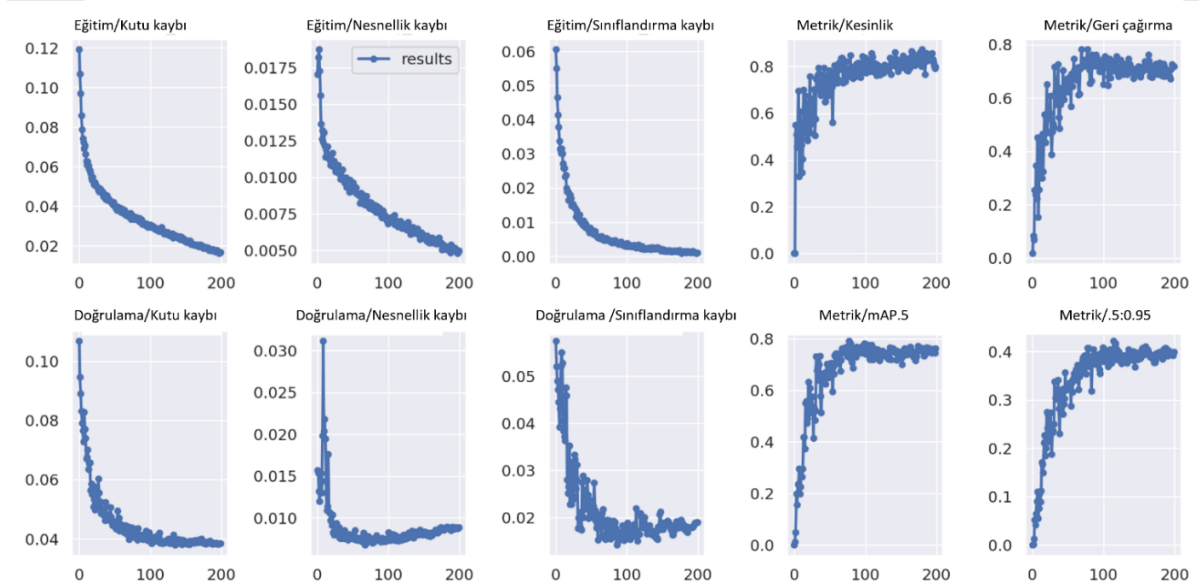 Eğitim/Kutu kaybı
Eğitim/Nesnellik kaybı
Eğitim/Sınıflandırma kaybı
Metrik/Kesinlik
Metrik/Geri çağırma
0.12
0.10
0.08
0.06
0.04
0.02
0 100 200
results
0.0175
0.0150
0.0125
0.0100
0.0075
0.0050
0 100 200
0.06
0.05
0.04
0.03
0.02
0.01
0.00
0 100 200
0.8
0.6
0.4
0.2
0.0
0 100 200
0.8
0.6
0.4
0.2
0.0
0 100 200
Doğrulama/Kutu kaybı
Doğrulama/Nesnellik kaybı
Doğrulama /Sınıflandırma kaybı
Metrik/mAP.5
Metrik/.5:0.95
0.10
0.08
0.06
0.04
0 100 200
0.030
0.025
0.020
0.015
0.010
0 100 200
0.05
0.04
0.03
0.02
0 100 200
0.8
0.6
0.4
0.2
0.0
0 100 200
0.4
0.3
0.2
0.1
0.0
0 100 200